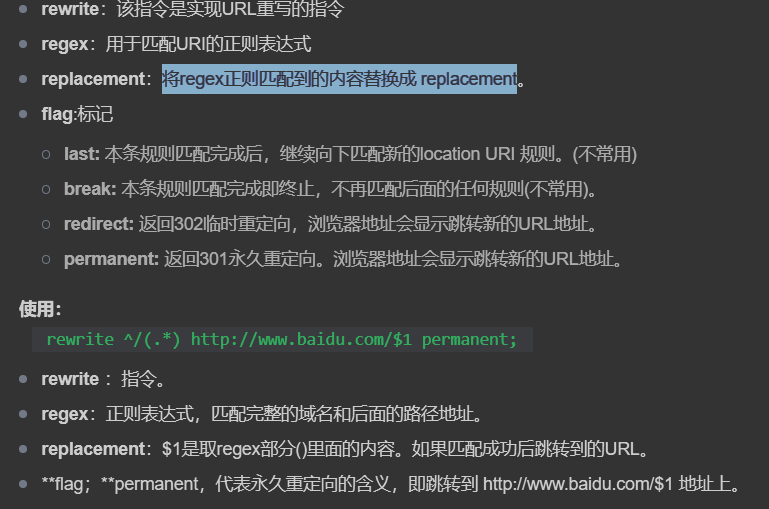 rewrite：该指令是实现URL重写的指令
regex：用于匹配URI的正则表达式
replacement：将regex正则匹配到的内容替换成 replacement。
flag:标记
last: 本条规则匹配完成后，继续向下匹配新的location URI 规则。(不常用)
break: 本条规则匹配完成即终止，不再匹配后面的任何规则(不常用)。
redirect: 返回302临时重定向，浏览器地址会显示跳转新的URL地址。
permanent: 返回301永久重定向。浏览器地址会显示跳转新的URL地址。
使用：
rewrite ^/(.*) http://www.baidu.com/$1 permanent;
rewrite ：指令。
regex：正则表达式，匹配完整的域名和后面的路径地址。
replacement：$1是取regex部分()里面的内容。如果匹配成功后跳转到的URL。
**flag；**permanent，代表永久重定向的含义，即跳转到 http://www.baidu.com/$1 地址上。